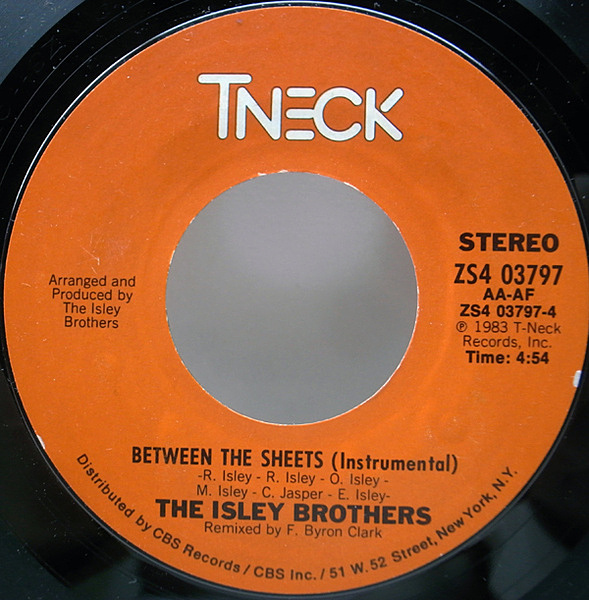 TNECK
STEREO
ZS4 03797
AA-AF
ZS4 03797-4
℗ 1983 T-Neck
Records, Inc.
Time: 4:54
Arranged and
Produced by
The Isley
Brothers
BETWEEN THE SHEETS (Instrumental)
-R. Isley - R. Isley - O. Isley -
M. Isley - C. Jasper - E. Isley-
THE ISLEY BROTHERS
Remixed by F. Byron Clark
Distributed by CBS Records / CBS Inc. / 51 W. 52 Street, New York, N.Y.